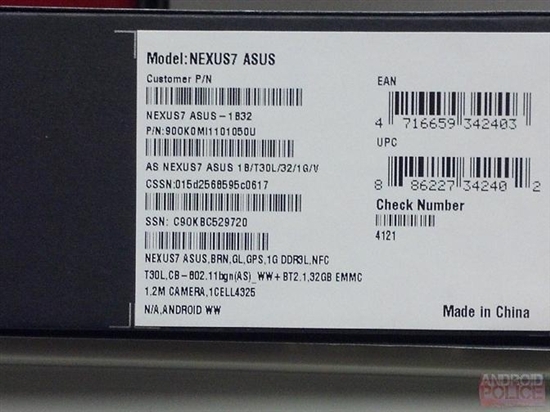 Model:NEXUS7 ASUS
Customer P/N
NEXUS7 ASUS-1B32
P/N:90OK0MI1101050U
AS NEXUS7 ASUS 1B/T30L/32/1G/V
CSSN:015d2568595c0617
SSN: C90KBC529720
NEXUS7 ASUS,BRN,GL,GPS,1G DDR3L,NFC
T30L,CB-802.11bgn(AS)_WW+BT2.1,32GB EMMC
1.2M CAMERA,1CELL4325
N/A,ANDROID WW
EAN
4 716659 342403
UPC
8 86227 34240 2
Check Number
4121
Made in China
ANDROID
POLICE